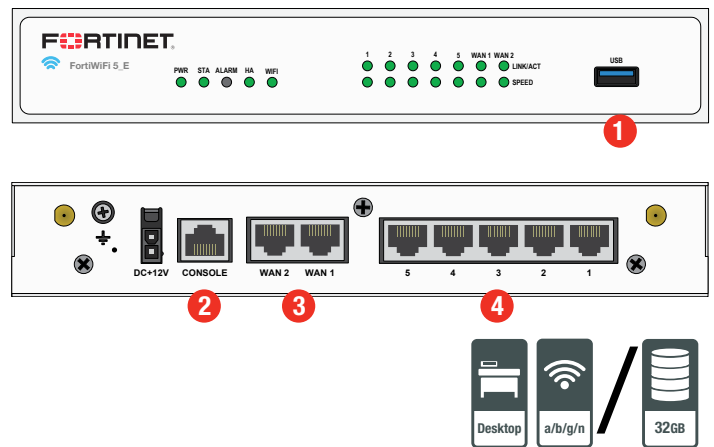 FORTINET.
FortiWiFi 5_E
PWR STA ALARM HA WIFI
1 2 3 4 5 WAN 1 WAN 2
LINK/ACT
SPEED
USB
1
DC+12V CONSOLE WAN 2 WAN 1 5 4 3 2 1
2 3 4
Desktop a/b/g/n 32GB